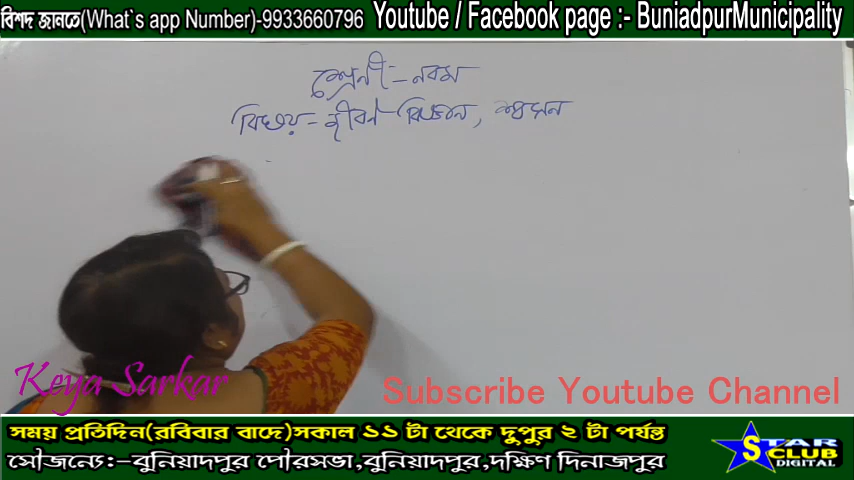 বিশদ জানতে(What`s app Number)-9933660796 Youtube / Facebook page :- BuniadpurMunicipality
শ্রেণী:- নবম
বিষয় - জীবন বিজ্ঞান, শ্বসন
Keya Sarkar
Subscribe Youtube Channel
সময় প্রতিদিন(রবিবার বাদে)সকাল ১১ টা থেকে দুপুর ২ টা পর্যন্ত
সৌজন্যে:-বুনিয়াদপুর পৌরসভা,বুনিয়াদপুর,দক্ষিণ দিনাজপুর
STAR
CLUB
DIGITAL